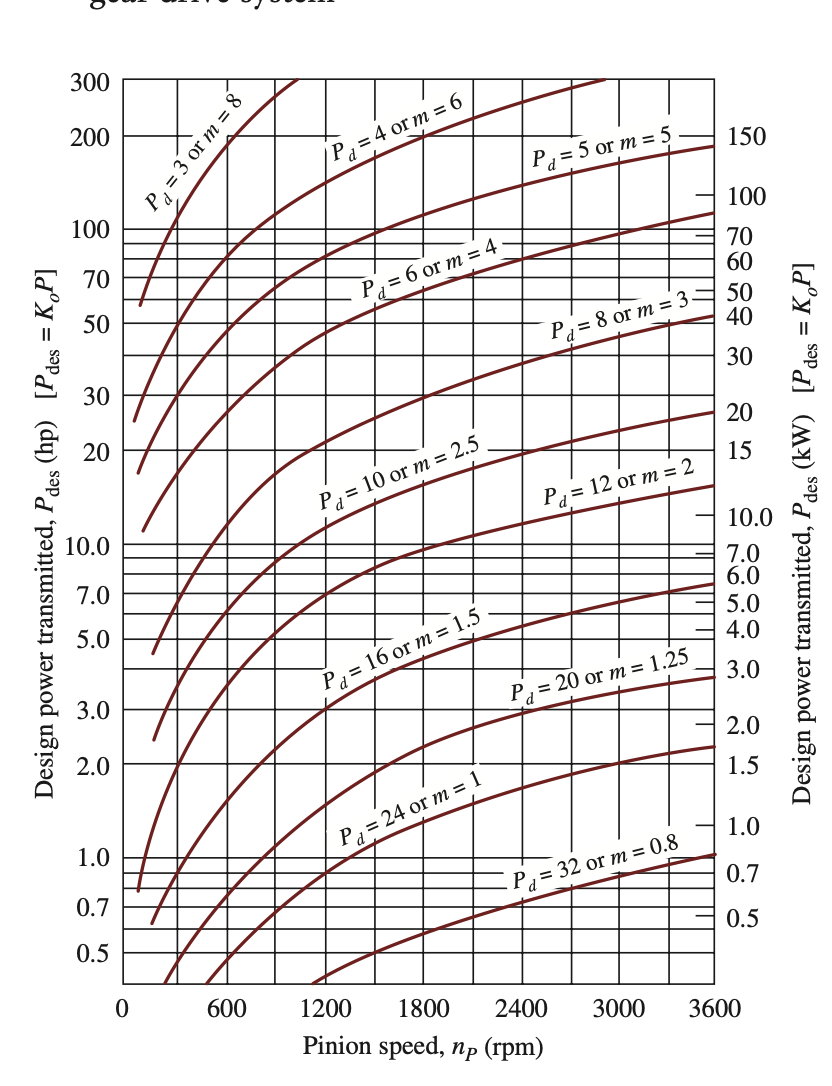 gear drive system
300
200
100
70
50
30
20
10.0
7.0
5.0
3.0
2.0
1.0
0.7
0.5
Design power transmitted, P_des (hp) [P_des = K_oP]
P_d = 3 or m = 8
P_d = 4 or m = 6
P_d = 5 or m = 5
P_d = 6 or m = 4
P_d = 8 or m = 3
P_d = 10 or m = 2.5
P_d = 12 or m = 2
P_d = 16 or m = 1.5
P_d = 20 or m = 1.25
P_d = 24 or m = 1
P_d = 32 or m = 0.8
150
100
70
60
50
40
30
20
15
10.0
7.0
6.0
5.0
4.0
3.0
2.0
1.5
1.0
0.7
0.5
Design power transmitted, P_des (kW) [P_des = K_oP]
0 600 1200 1800 2400 3000 3600
Pinion speed, n_P (rpm)